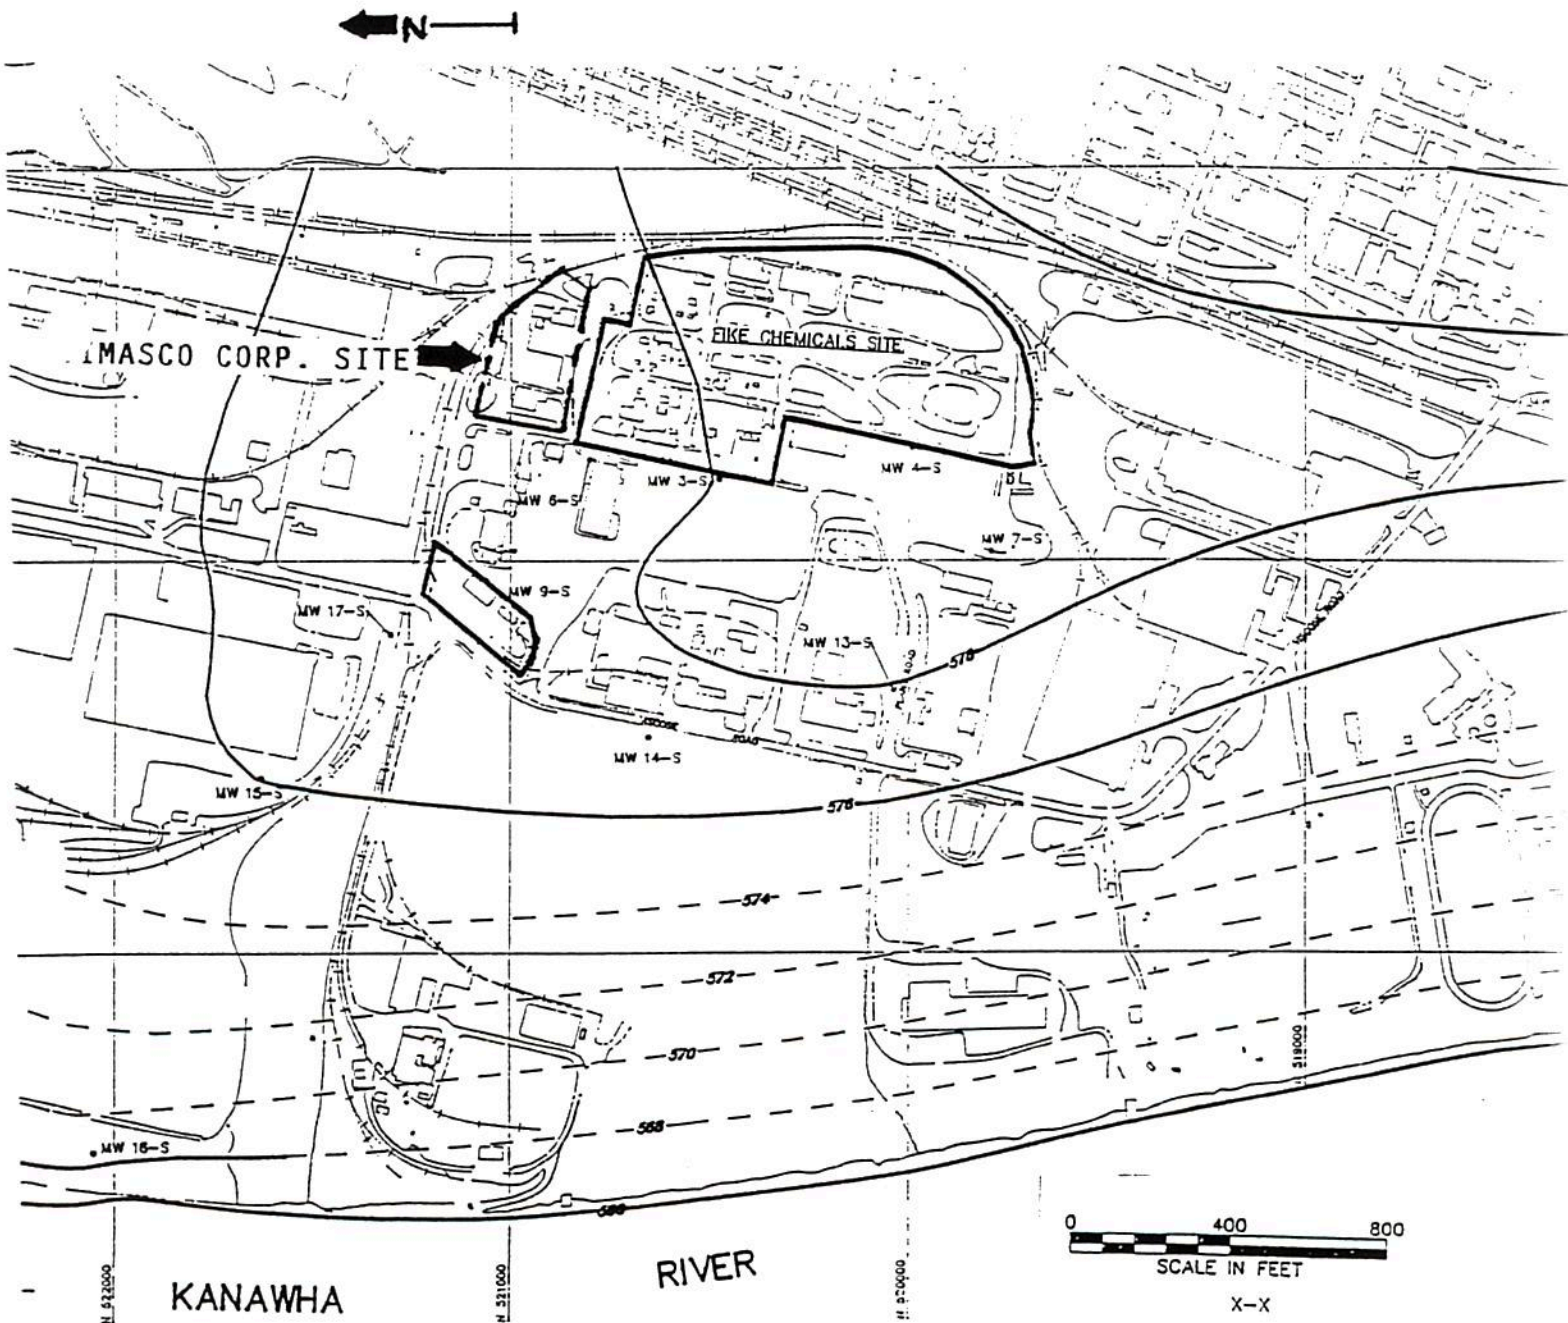 N
IMASCO CORP. SITE
FIKE CHEMICALS SITE
MW 4-S
MW 3-S
MW 6-S
MW 7-S
MW 9-S
MW 17-S
MW 13-S
578
ROAD
MW 14-S
MW 15-S
576
574
572
570
568
MW 16-S
566
519000
N 521000
N 522000
0 400 800
SCALE IN FEET
X-X
KANAWHA
RIVER